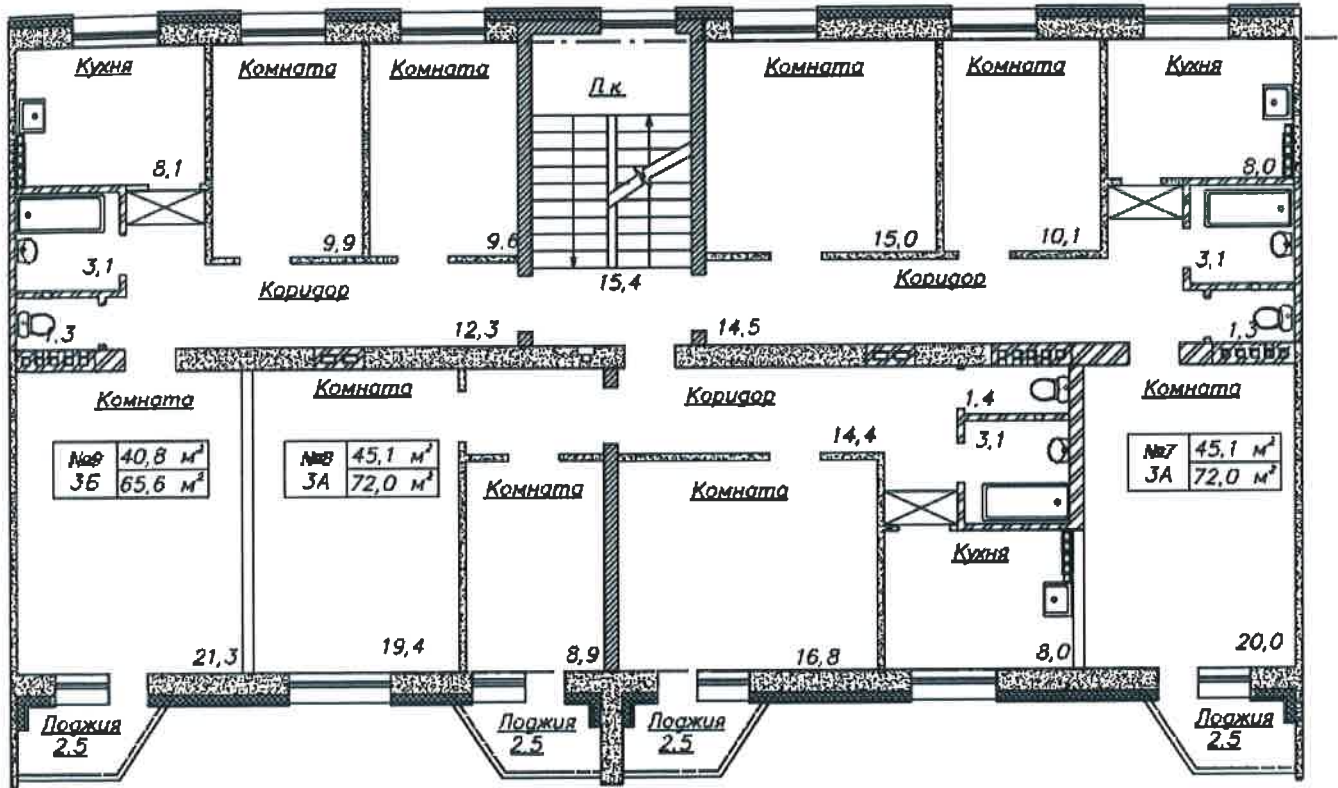 Кухня
Комната
Комната
Л.к.
Комната
Комната
Кухня
8,1
9,9
9,6
15,4
15,0
10,1
8,0
3,1
Коридор
12,3
1,3
14,5
Коридор
3,1
1,3
Комната
№9 40,8 м²
3Б 65,6 м²
21,3
Комната
№8 45,1 м²
3А 72,0 м²
19,4
Комната
8,9
Коридор
14,4
1,4
3,1
Комната
16,8
Кухня
8,0
Комната
№7 45,1 м²
3А 72,0 м²
20,0
Лоджия
2,5
Лоджия
2,5
Лоджия
2,5
Лоджия
2,5